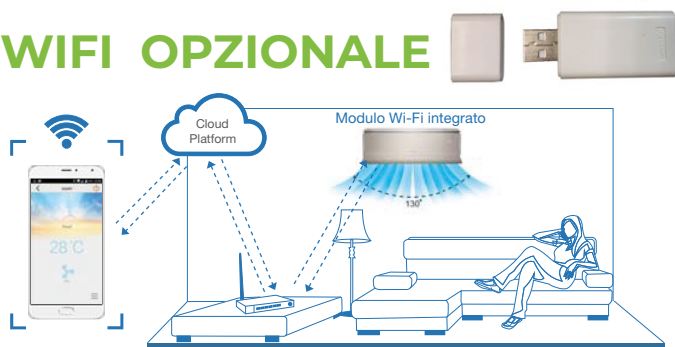 WIFI OPZIONALE
Cloud
Platform
Modulo Wi-Fi integrato
130°
28°C